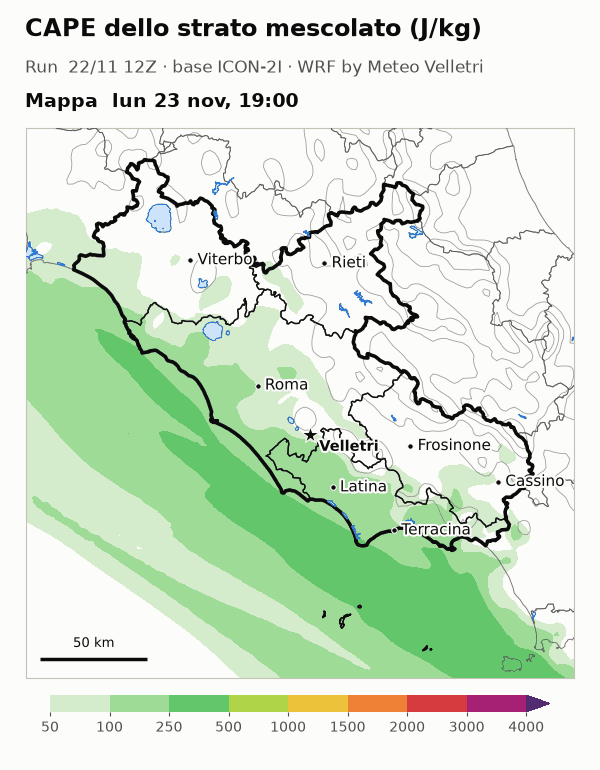 CAPE dello strato mescolato (J/kg)
Run  22/11 12Z · base ICON-2I · WRF by Meteo Velletri
Mappa  lun 23 nov, 19:00
Viterbo
Rieti
Roma
Velletri
Frosinone
Latina
Cassino
Terracina
50 km
50 100 250 500 1000 1500 2000 3000 4000